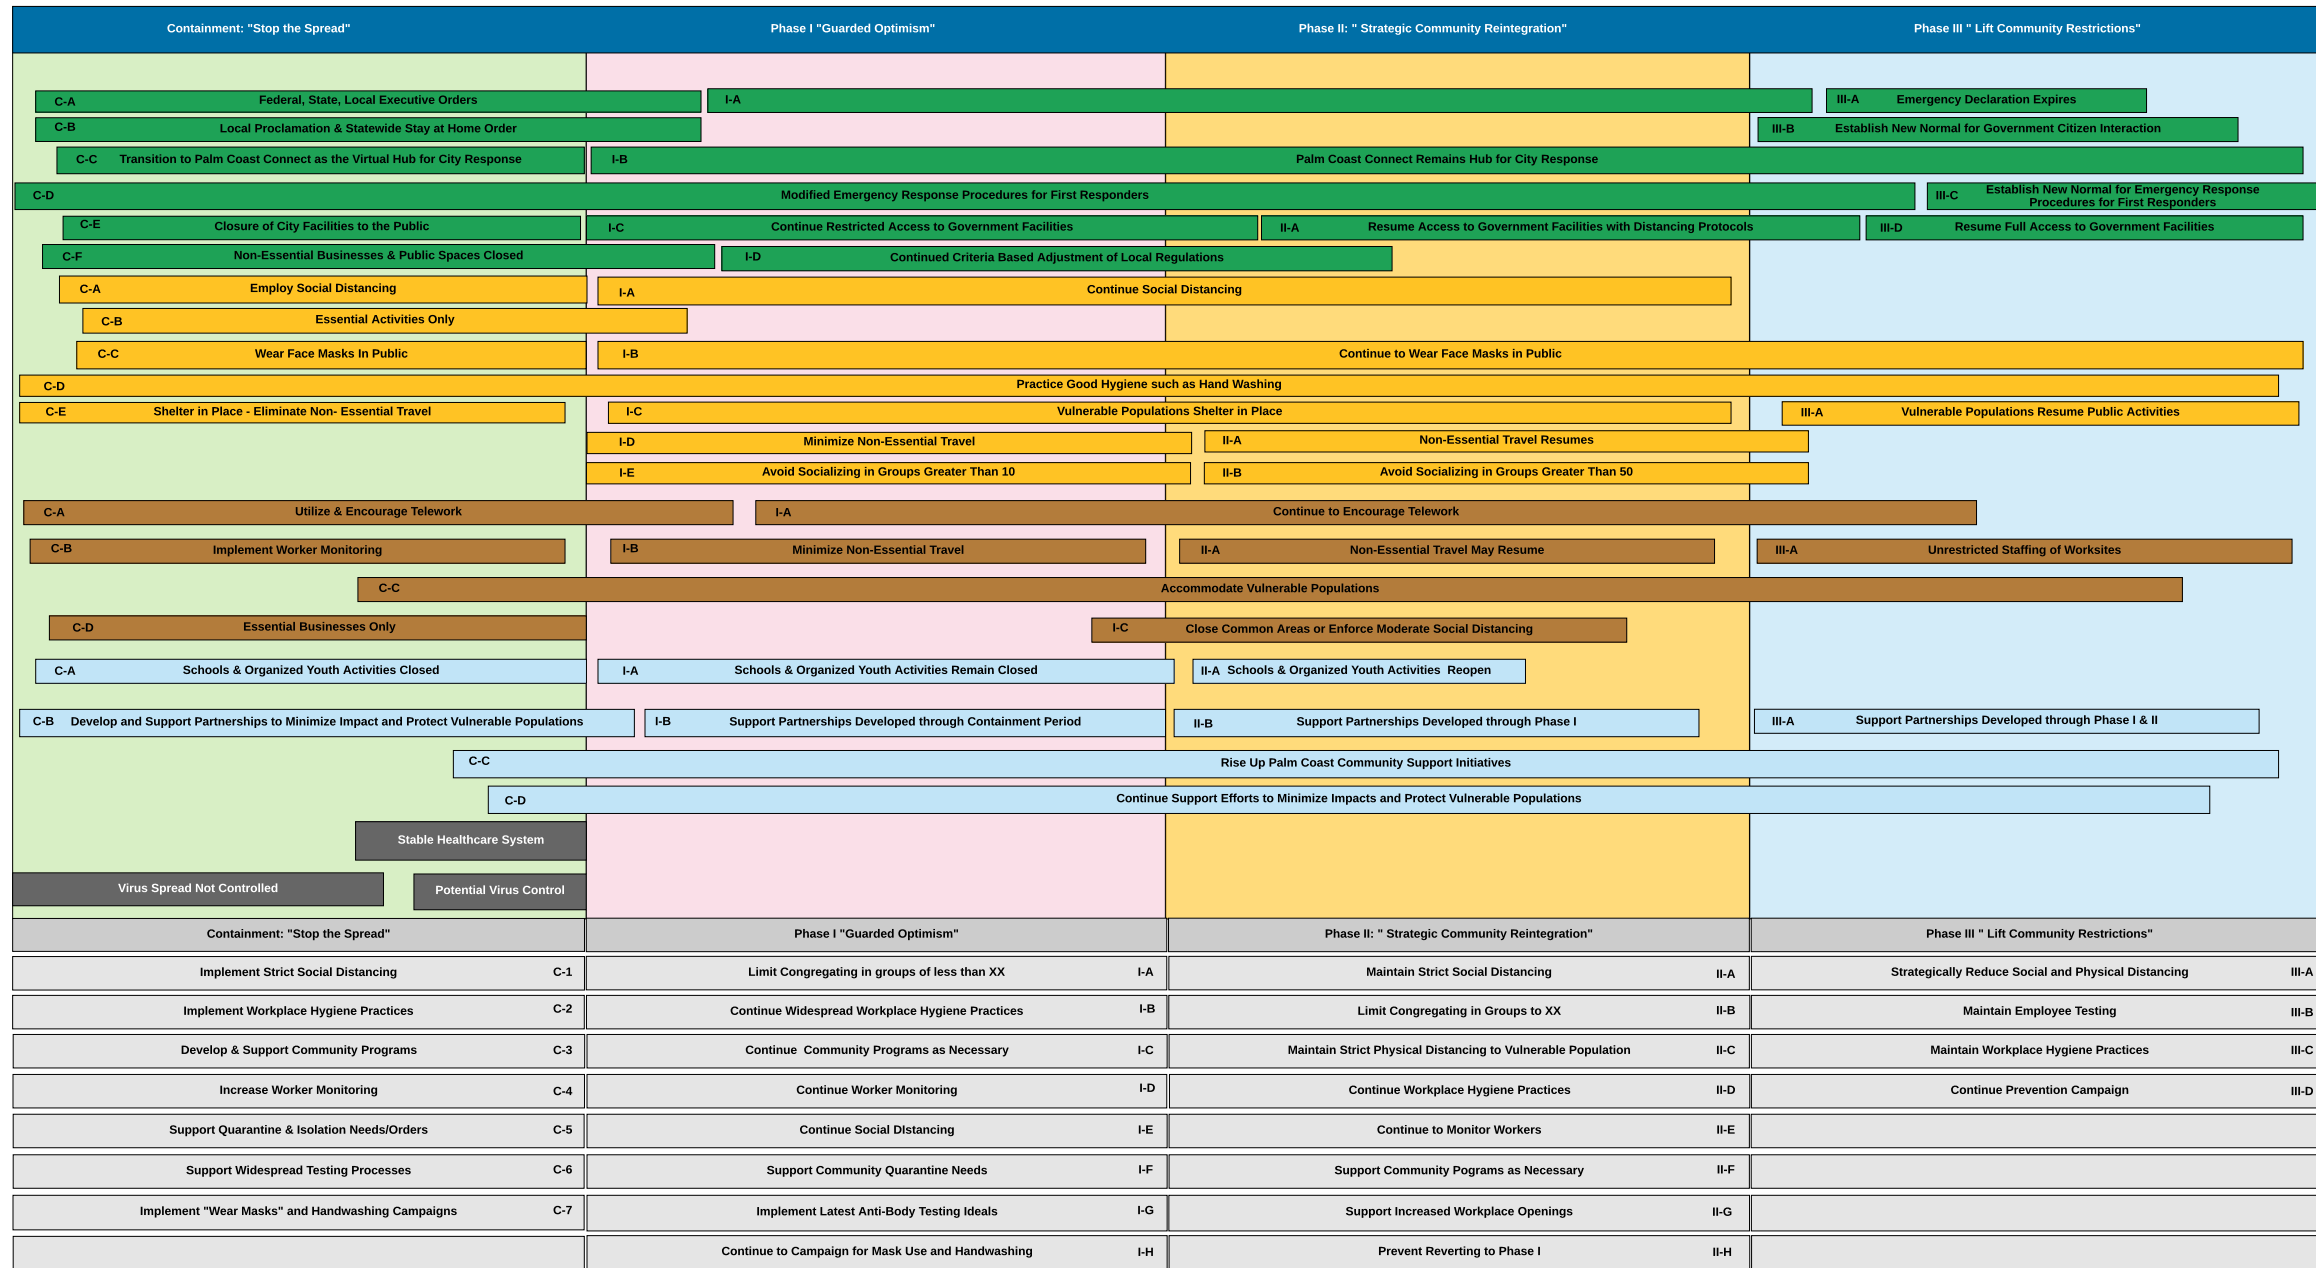 Containment: "Stop the Spread"
Phase I "Guarded Optimism"
Phase II: " Strategic Community Reintegration"
Phase III " Lift Community Restrictions"
C-A Federal, State, Local Executive Orders
I-A
III-A Emergency Declaration Expires
C-B Local Proclamation & Statewide Stay at Home Order
III-B Establish New Normal for Government Citizen Interaction
C-C Transition to Palm Coast Connect as the Virtual Hub for City Response
I-B Palm Coast Connect Remains Hub for City Response
C-D Modified Emergency Response Procedures for First Responders
III-C Establish New Normal for Emergency Response
Procedures for First Responders
C-E Closure of City Facilities to the Public
I-C Continue Restricted Access to Government Facilities
II-A Resume Access to Government Facilities with Distancing Protocols
III-D Resume Full Access to Government Facilities
C-F Non-Essential Businesses & Public Spaces Closed
I-D Continued Criteria Based Adjustment of Local Regulations
C-A Employ Social Distancing
I-A Continue Social Distancing
C-B Essential Activities Only
C-C Wear Face Masks In Public
I-B Continue to Wear Face Masks in Public
C-D Practice Good Hygiene such as Hand Washing
C-E Shelter in Place - Eliminate Non- Essential Travel
I-C Vulnerable Populations Shelter in Place
III-A Vulnerable Populations Resume Public Activities
I-D Minimize Non-Essential Travel
II-A Non-Essential Travel Resumes
I-E Avoid Socializing in Groups Greater Than 10
II-B Avoid Socializing in Groups Greater Than 50
C-A Utilize & Encourage Telework
I-A Continue to Encourage Telework
C-B Implement Worker Monitoring
I-B Minimize Non-Essential Travel
II-A Non-Essential Travel May Resume
III-A Unrestricted Staffing of Worksites
C-C Accommodate Vulnerable Populations
C-D Essential Businesses Only
I-C Close Common Areas or Enforce Moderate Social Distancing
C-A Schools & Organized Youth Activities Closed
I-A Schools & Organized Youth Activities Remain Closed
II-A Schools & Organized Youth Activities  Reopen
C-B Develop and Support Partnerships to Minimize Impact and Protect Vulnerable Populations
I-B Support Partnerships Developed through Containment Period
II-B Support Partnerships Developed through Phase I
III-A Support Partnerships Developed through Phase I & II
C-C Rise Up Palm Coast Community Support Initiatives
C-D Continue Support Efforts to Minimize Impacts and Protect Vulnerable Populations
Stable Healthcare System
Virus Spread Not Controlled
Potential Virus Control
Containment: "Stop the Spread"
Phase I "Guarded Optimism"
Phase II: " Strategic Community Reintegration"
Phase III " Lift Community Restrictions"
Implement Strict Social Distancing C-1
Limit Congregating in groups of less than XX I-A
Maintain Strict Social Distancing II-A
Strategically Reduce Social and Physical Distancing III-A
Implement Workplace Hygiene Practices C-2
Continue Widespread Workplace Hygiene Practices I-B
Limit Congregating in Groups to XX II-B
Maintain Employee Testing III-B
Develop & Support Community Programs C-3
Continue  Community Programs as Necessary I-C
Maintain Strict Physical Distancing to Vulnerable Population II-C
Maintain Workplace Hygiene Practices III-C
Increase Worker Monitoring C-4
Continue Worker Monitoring I-D
Continue Workplace Hygiene Practices II-D
Continue Prevention Campaign III-D
Support Quarantine & Isolation Needs/Orders C-5
Continue Social DIstancing I-E
Continue to Monitor Workers II-E
Support Widespread Testing Processes C-6
Support Community Quarantine Needs I-F
Support Community Pograms as Necessary II-F
Implement "Wear Masks" and Handwashing Campaigns C-7
Implement Latest Anti-Body Testing Ideals I-G
Support Increased Workplace Openings II-G
Continue to Campaign for Mask Use and Handwashing I-H
Prevent Reverting to Phase I II-H